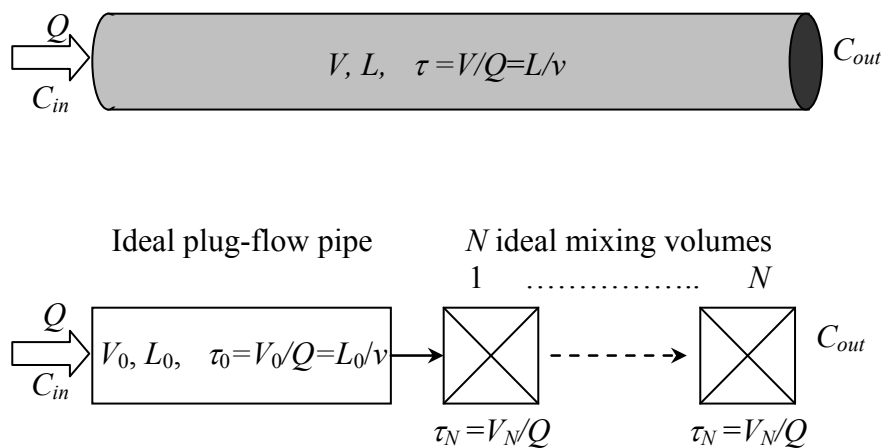 Q
V, L, τ =V/Q=L/v
C_out
C_in
Ideal plug-flow pipe
N ideal mixing volumes
1 …………….. N
Q
V_0, L_0, τ_0=V_0/Q=L_0/v
C_out
C_in
τ_N=V_N/Q
τ_N=V_N/Q